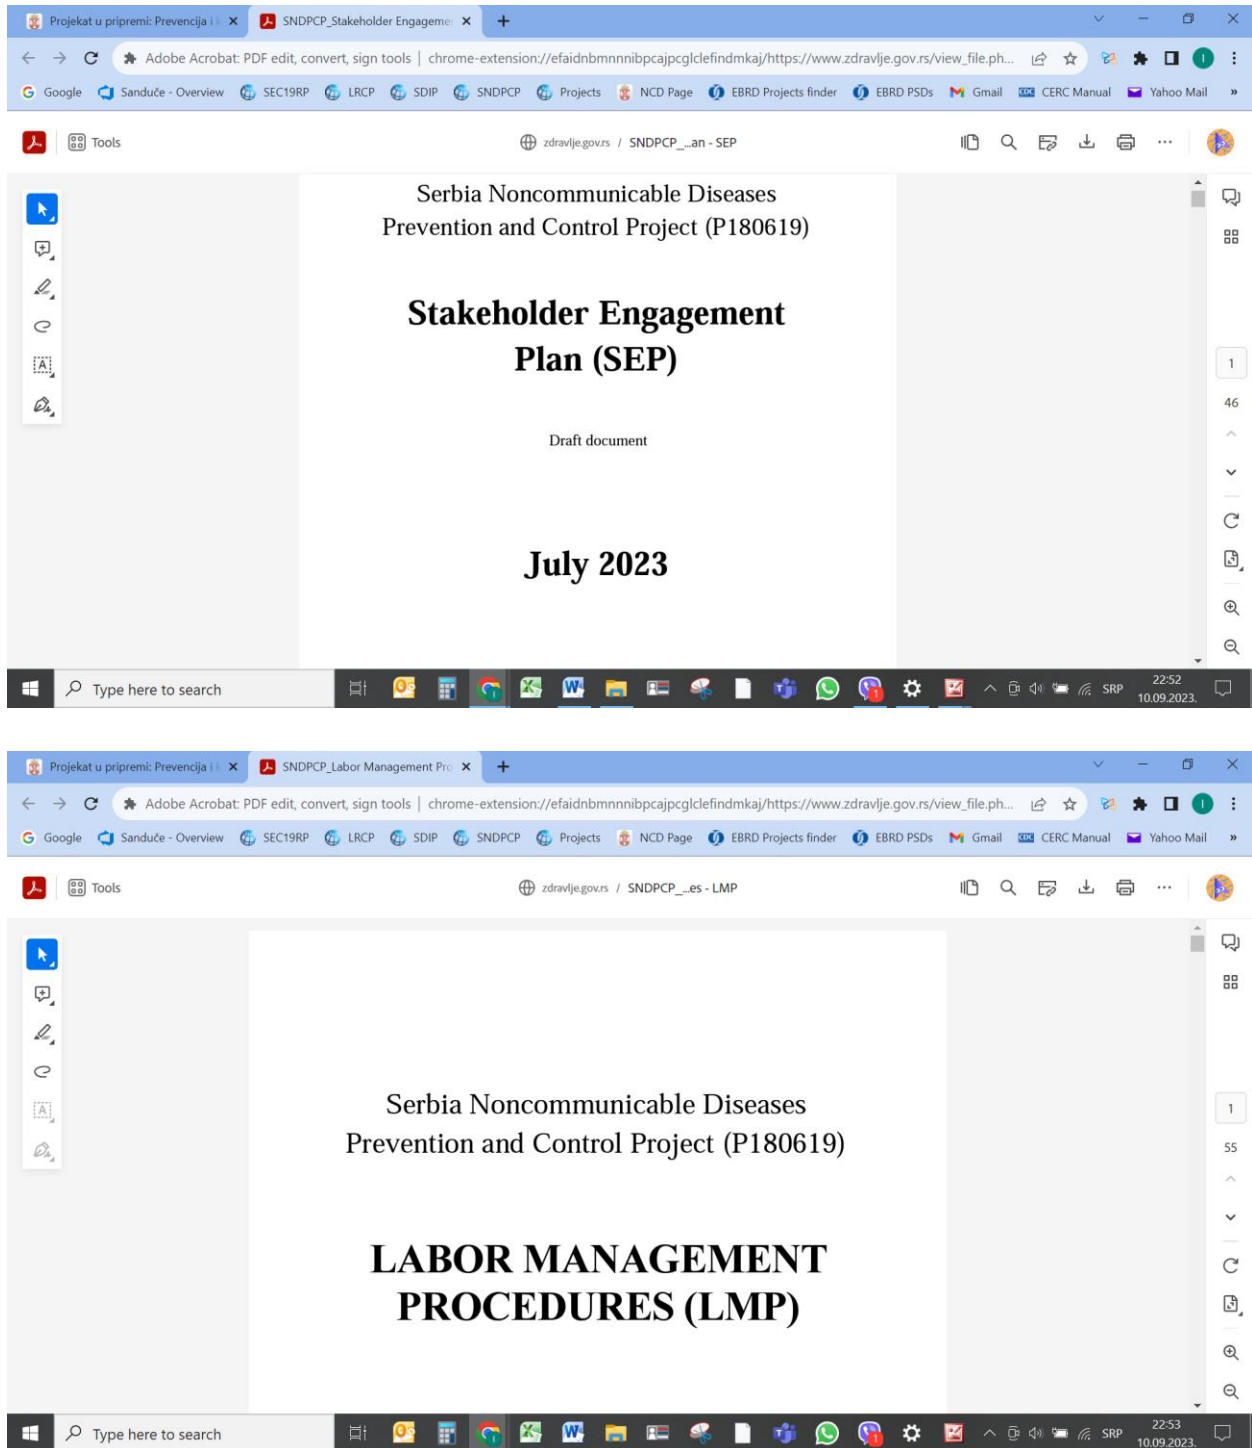 Projekat u pripremi: Prevencija i k
SNDPCP_Stakeholder Engagemen
Adobe Acrobat: PDF edit, convert, sign tools | chrome-extension://efaidnbmnnnibpcajpcglclefindmkaj/https://www.zdravlje.gov.rs/view_file.ph...
Google Sanduče - Overview SEC19RP LRCP SDIP SNDPCP Projects NCD Page EBRD Projects finder EBRD PSDs Gmail CERC Manual Yahoo Mail »
Tools
zdravlje.gov.rs / SNDPCP_...an - SEP
Serbia Noncommunicable Diseases
Prevention and Control Project (P180619)
Stakeholder Engagement
Plan (SEP)
1
46
Draft document
July 2023
Type here to search
SRP
22:52
10.09.2023.
Projekat u pripremi: Prevencija i k
SNDPCP_Labor Management Pro
Adobe Acrobat: PDF edit, convert, sign tools | chrome-extension://efaidnbmnnnibpcajpcglclefindmkaj/https://www.zdravlje.gov.rs/view_file.ph...
Google Sanduče - Overview SEC19RP LRCP SDIP SNDPCP Projects NCD Page EBRD Projects finder EBRD PSDs Gmail CERC Manual Yahoo Mail »
Tools
zdravlje.gov.rs / SNDPCP_...es - LMP
Serbia Noncommunicable Diseases
Prevention and Control Project (P180619)
1
55
LABOR MANAGEMENT
PROCEDURES (LMP)
Type here to search
SRP
22:53
10.09.2023.